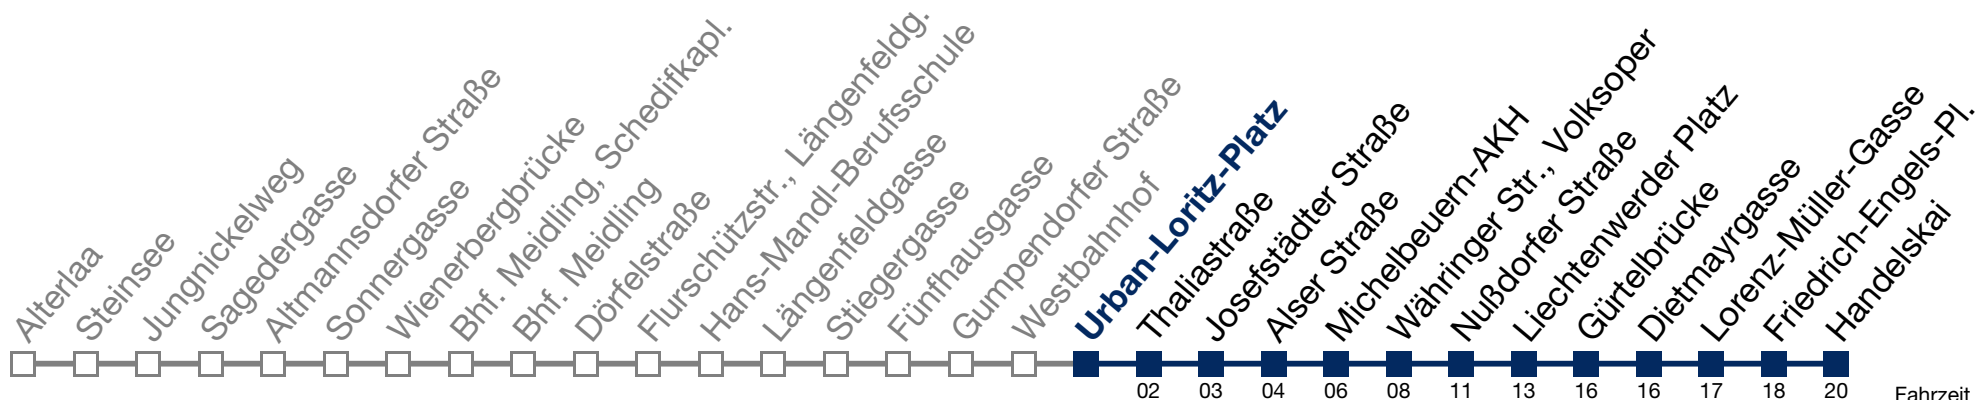 Alterlaa
Steinsee
Jungnickelweg
Sagedergasse
Altmannsdorfer Straße
Sonnergasse
Wienerbergbrücke
Bhf. Meidling, Schedifkapl.
Bhf. Meidling
Dörfelstraße
Flurschützstr., Längenfeldg.
Hans-Mandl-Berufsschule
Längenfeldgasse
Stiegergasse
Fünfhausgasse
Gumpendorfer Straße
Westbahnhof
Urban-Loritz-Platz
Thaliastraße
Josefstädter Straße
Alser Straße
Michelbeuern-AKH
Währinger Str., Volksoper
Nußdorfer Straße
Liechtenwerder Platz
Gürtelbrücke
Dietmayrgasse
Lorenz-Müller-Gasse
Friedrich-Engels-Pl.
Handelskai
02 03 04 06 08 11 13 16 16 17 18 20 Fahrzeit